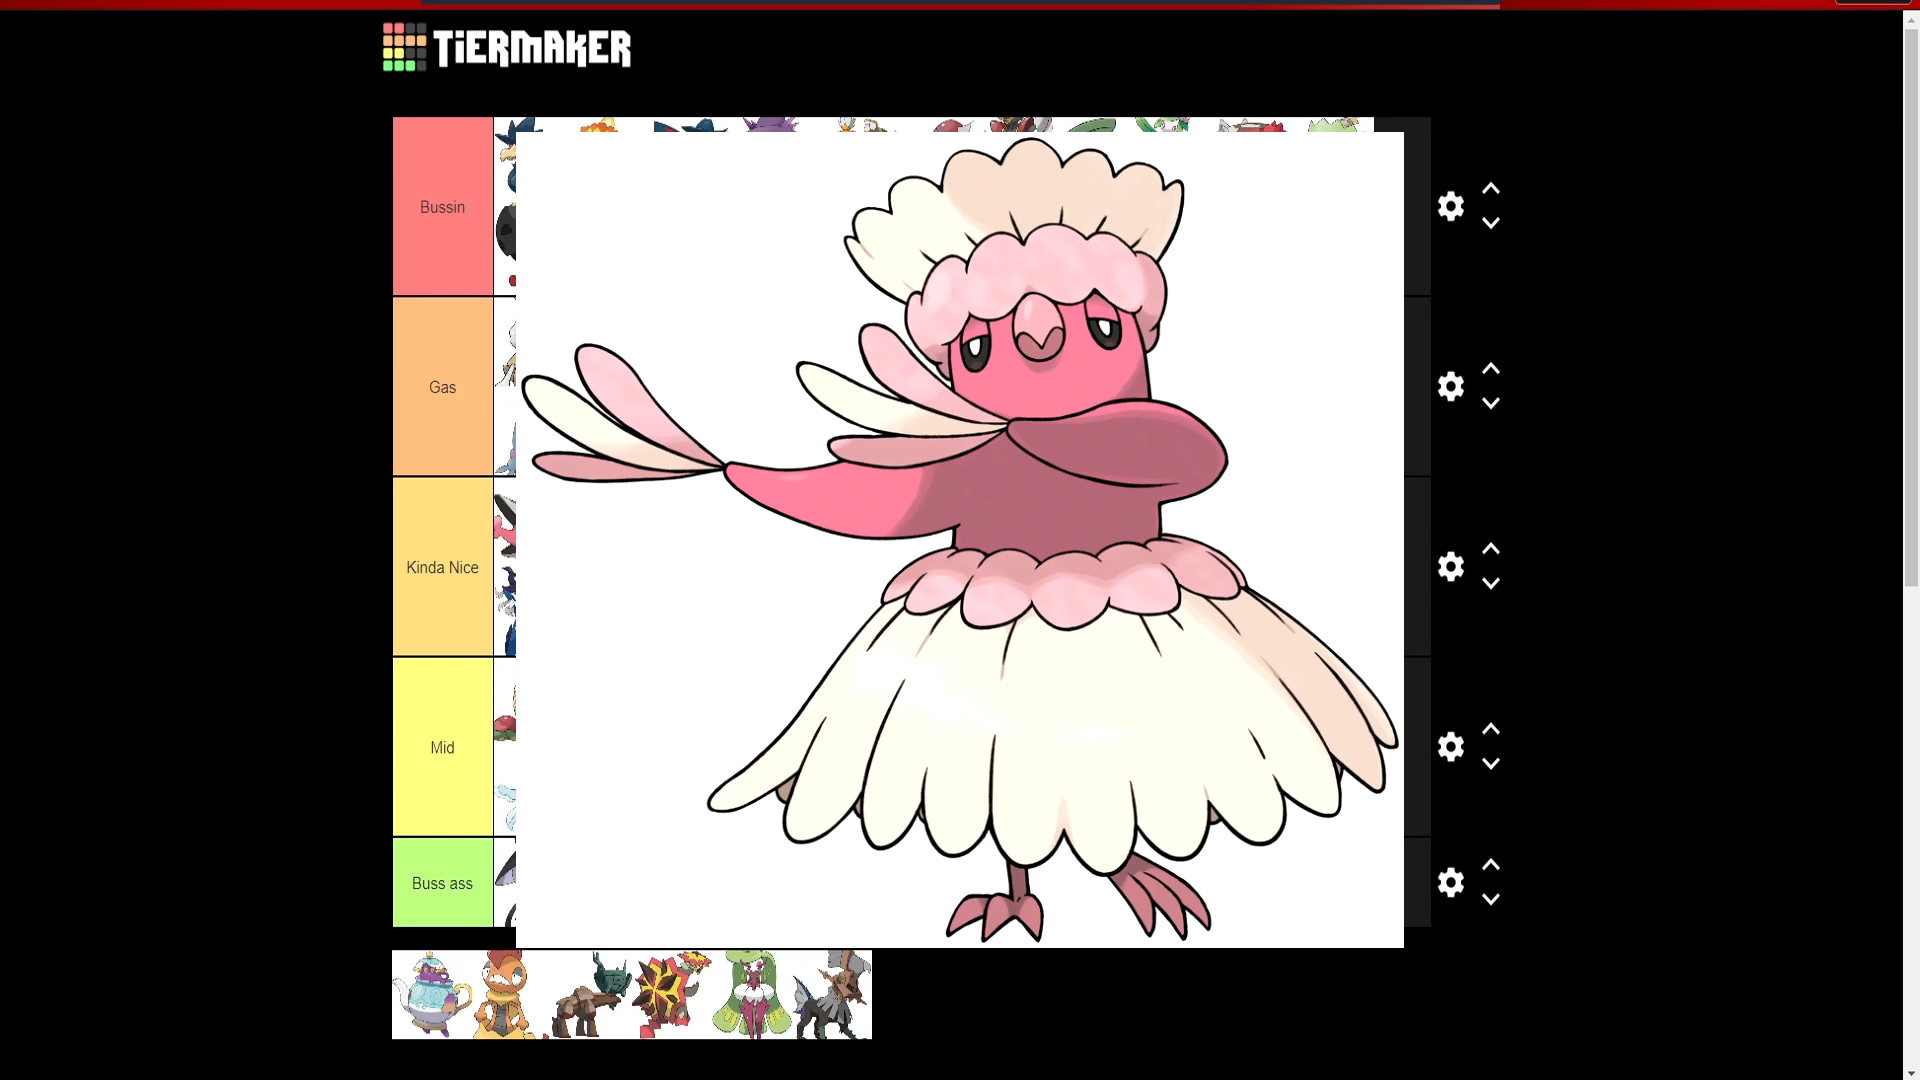 TiERMAKER
Bussin
Gas
Kinda Nice
Mid
Buss ass